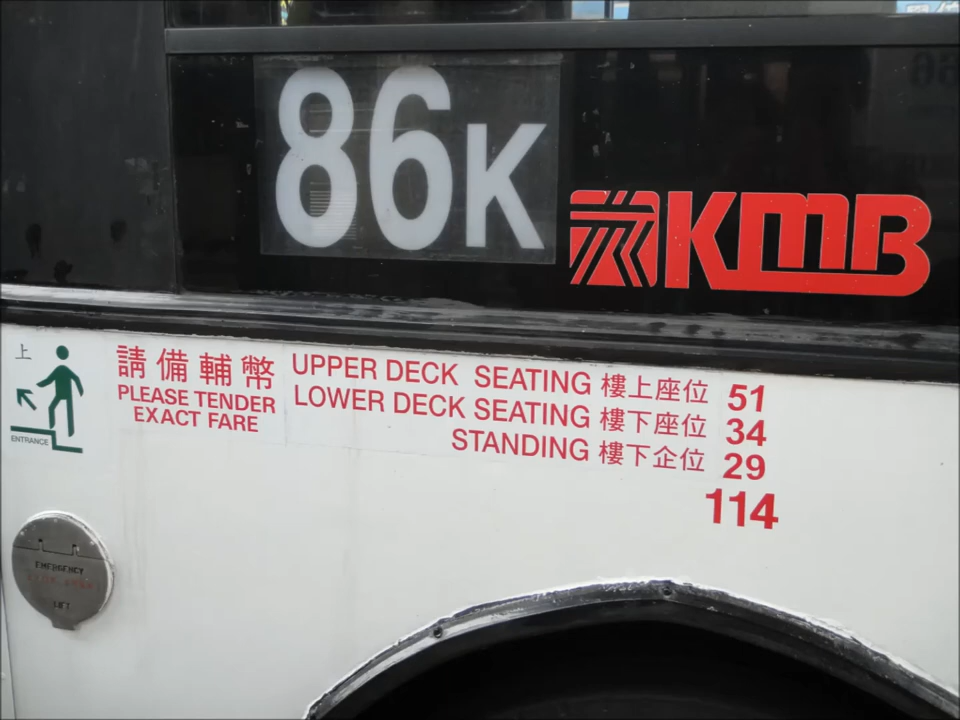 86K
KMB
上
ENTRANCE
請備輔幣
PLEASE TENDER
EXACT FARE
UPPER DECK SEATING 樓上座位 51
LOWER DECK SEATING 樓下座位 34
STANDING 樓下企位 29
114
EMERGENCY
LIFT